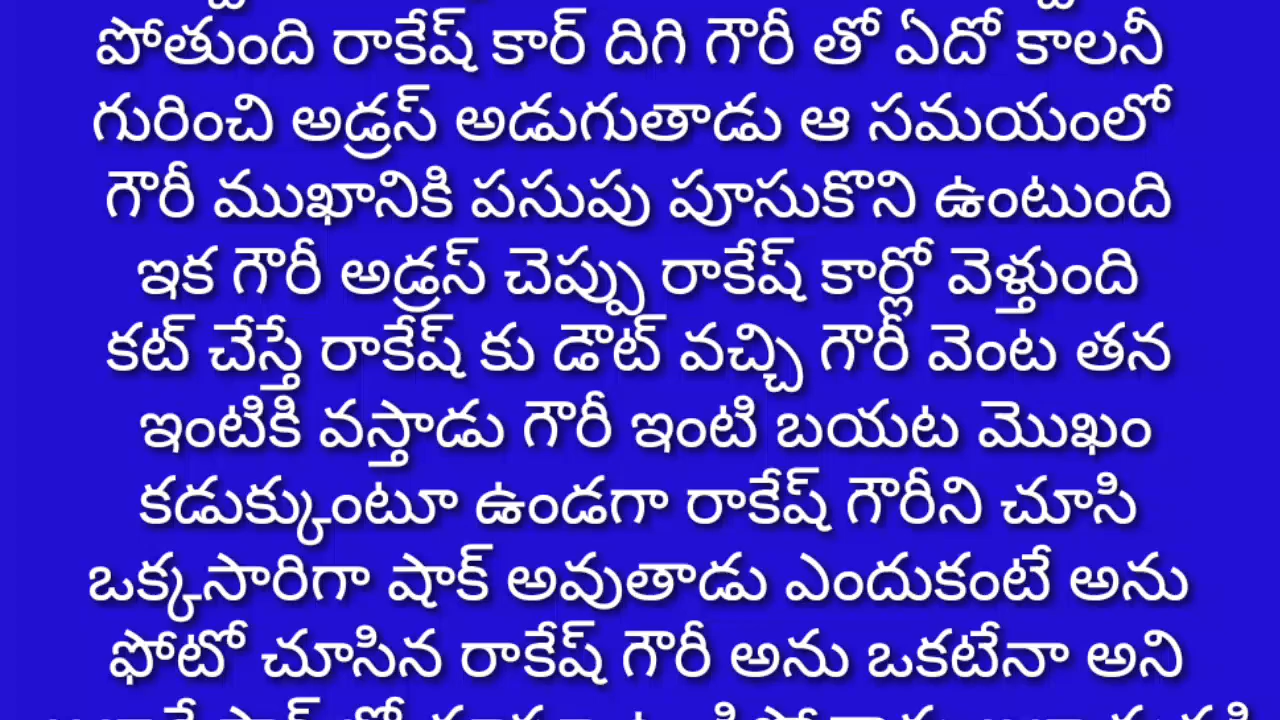 పోతుంది రాకేష్ కార్ దిగి గౌరీ తో ఏదో కాలనీ
గురించి అడ్రస్ అడుగుతాడు ఆ సమయంలో
గౌరీ ముఖానికి పసుపు పూసుకొని ఉంటుంది
ఇక గౌరీ అడ్రస్ చెప్పు రాకేష్ కార్లో వెళ్తుంది
కట్ చేస్తే రాకేష్ కు డౌట్ వచ్చి గౌరీ వెంట తన
ఇంటికి వస్తాడు గౌరీ ఇంటి బయట మొఖం
కడుక్కుంటూ ఉండగా రాకేష్ గౌరీని చూసి
ఒక్కసారిగా షాక్ అవుతాడు ఎందుకంటే అను
ఫోటో చూసిన రాకేష్ గౌరీ అను ఒకటేనా అని